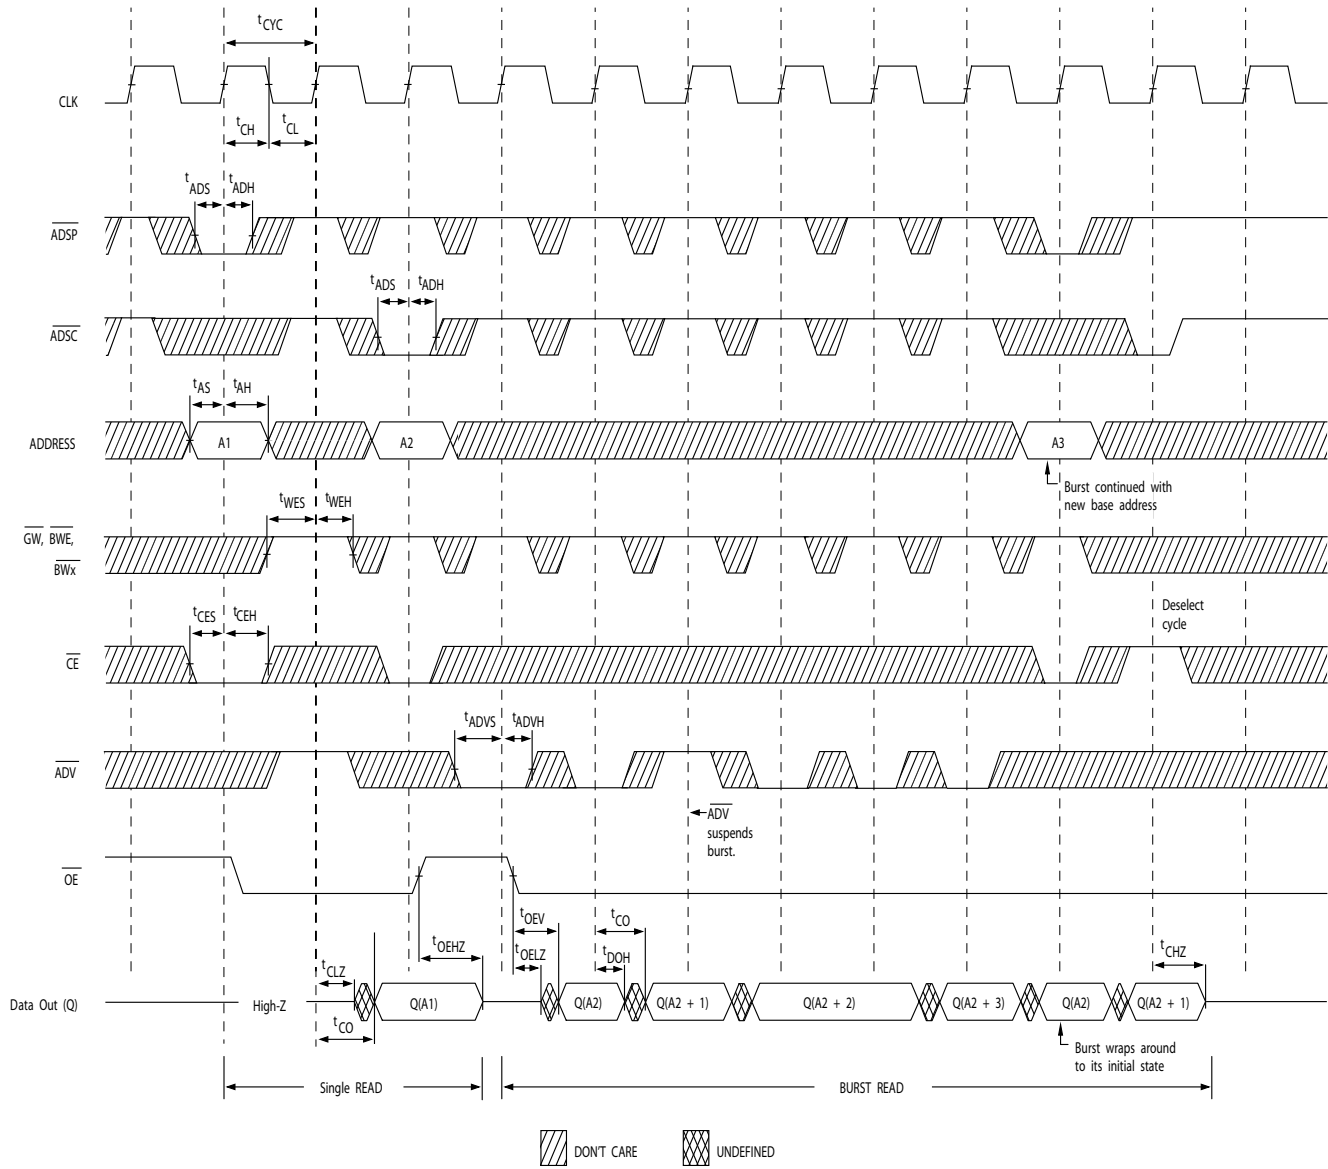 tCYC
CLK
tCH
tCL
tADS
tADH
ADSP
tADS
tADH
ADSC
tAS
tAH
ADDRESS
A1
A2
A3
Burst continued with
new base address
tWES
tWEH
GW, BWE,
BWx
tCES
tCEH
Deselect
cycle
CE
tADVS
tADVH
ADV
ADV
suspends
burst.
OE
tOEV
tCO
tOEHZ
tOELZ
tDOH
tCHZ
tCLZ
Data Out (Q)
High-Z
Q(A1)
Q(A2)
Q(A2 + 1)
Q(A2 + 2)
Q(A2 + 3)
Q(A2)
Q(A2 + 1)
tCO
Burst wraps around
to its initial state
Single READ
BURST READ
DON'T CARE
UNDEFINED